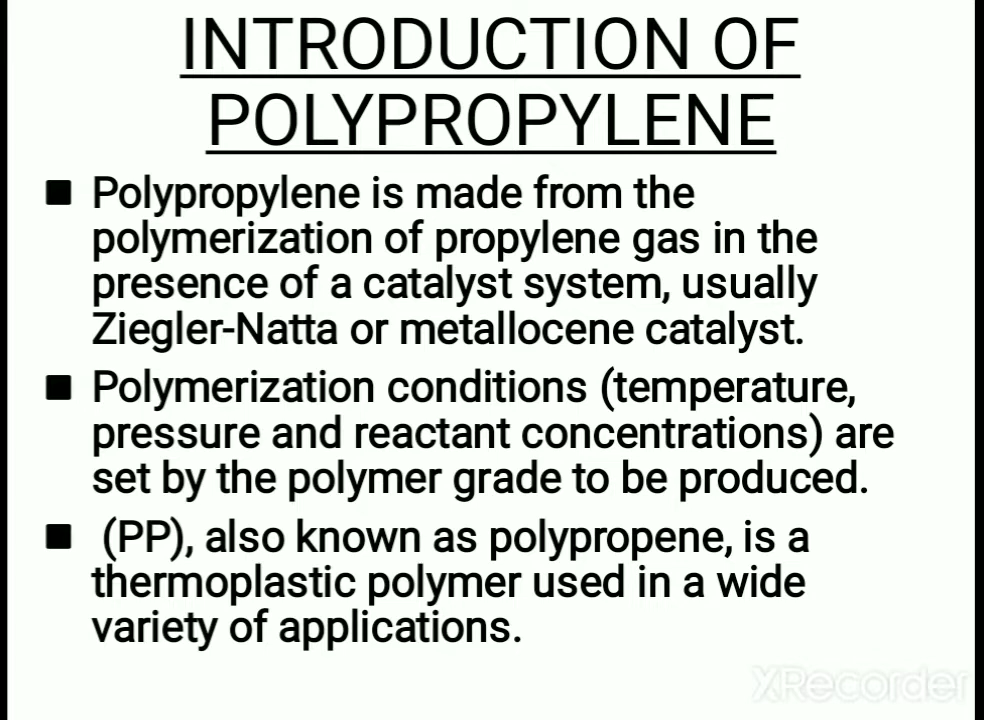 INTRODUCTION OF
POLYPROPYLENE
■ Polypropylene is made from the
polymerization of propylene gas in the
presence of a catalyst system, usually
Ziegler-Natta or metallocene catalyst.
■ Polymerization conditions (temperature,
pressure and reactant concentrations) are
set by the polymer grade to be produced.
■ (PP), also known as polypropene, is a
thermoplastic polymer used in a wide
variety of applications.
XRecorder